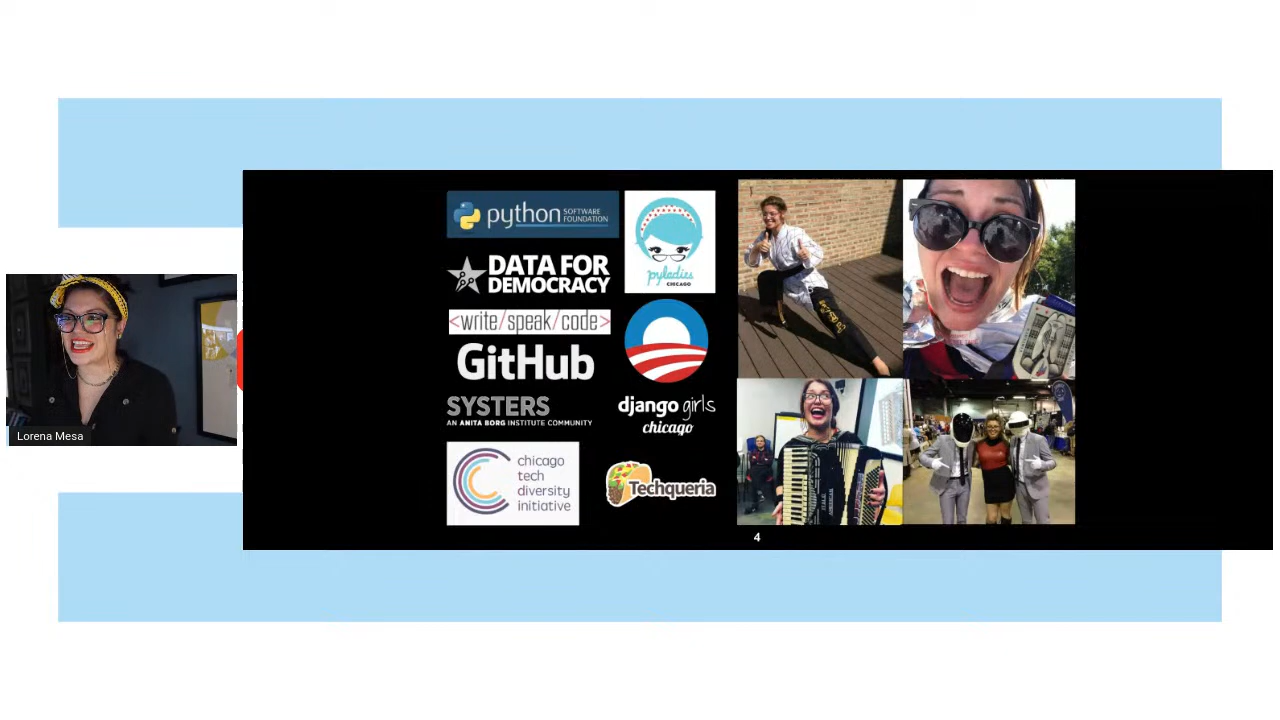 python SOFTWARE
FOUNDATION
pyladies
CHICAGO
DATA FOR
DEMOCRACY
<write/speak/code>
GitHub
SYSTERS
AN ANITA BORG INSTITUTE COMMUNITY
django girls
chicago
chicago
tech
diversity
initiative
Techqueria
4
Lorena Mesa